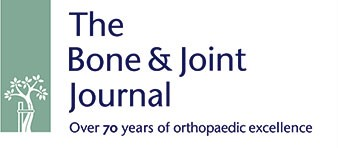 The
Bone & Joint
Journal
Over 70 years of orthopaedic excellence